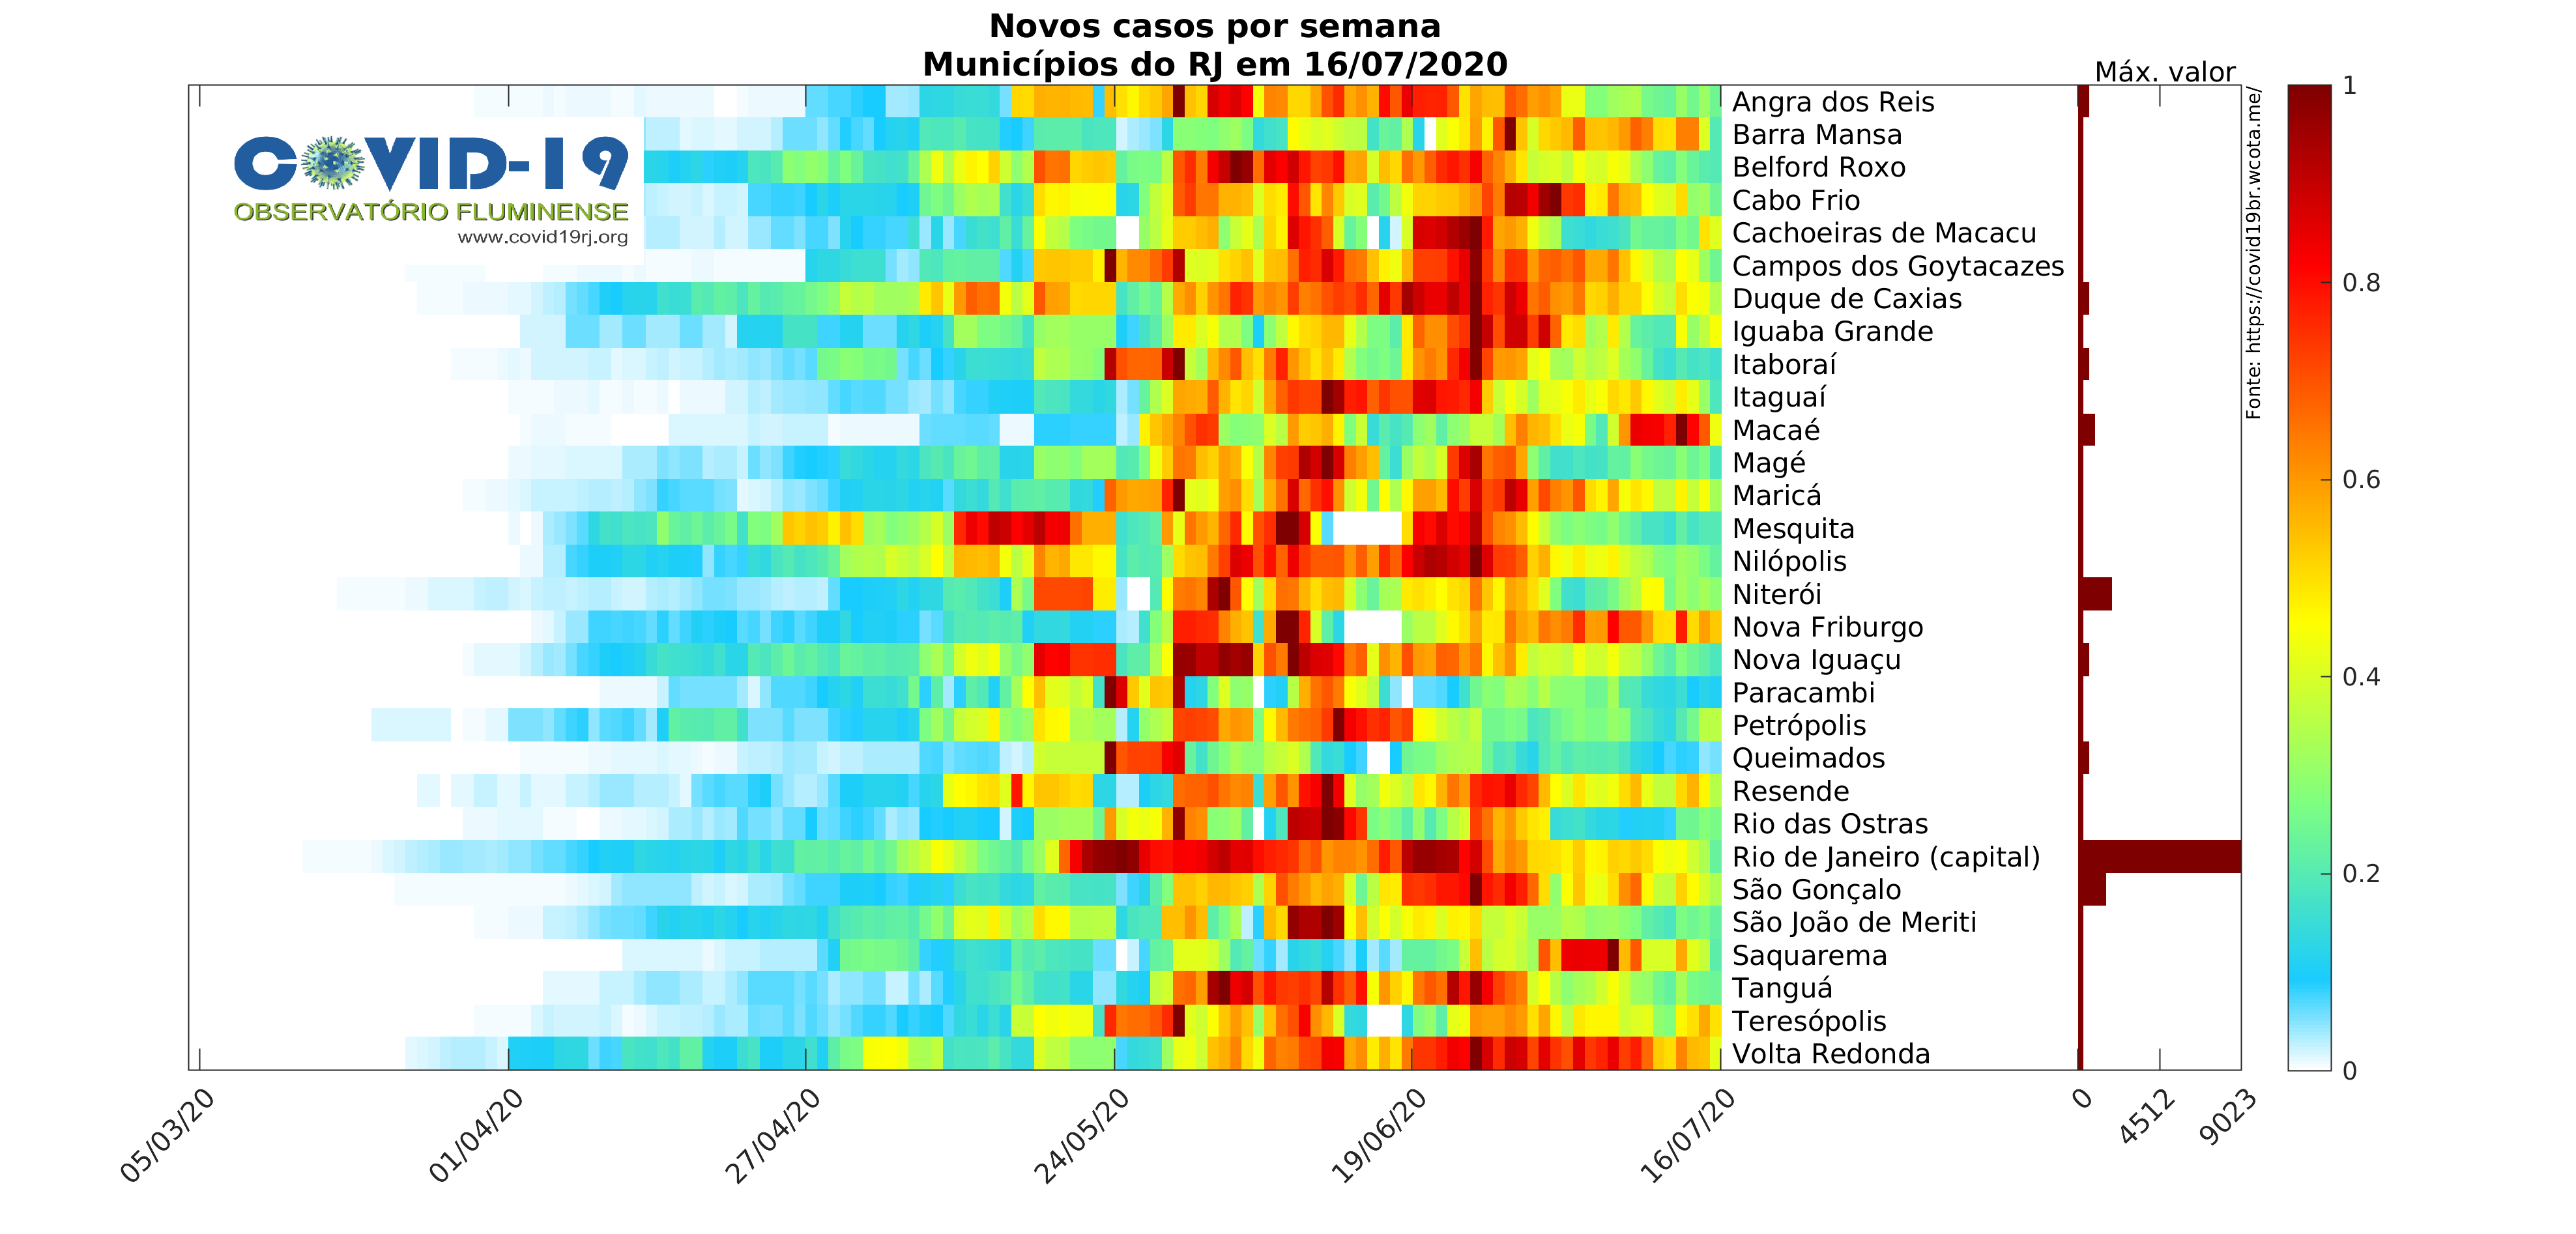 Novos casos por semana
Municípios do RJ em 16/07/2020
Máx. valor
COVID-19
OBSERVATÓRIO FLUMINENSE
www.covid19rj.org
Angra dos Reis
Barra Mansa
Belford Roxo
Cabo Frio
Cachoeiras de Macacu
Campos dos Goytacazes
Duque de Caxias
Iguaba Grande
Itaboraí
Itaguaí
Macaé
Magé
Maricá
Mesquita
Nilópolis
Niterói
Nova Friburgo
Nova Iguaçu
Paracambi
Petrópolis
Queimados
Resende
Rio das Ostras
Rio de Janeiro (capital)
São Gonçalo
São João de Meriti
Saquarema
Tanguá
Teresópolis
Volta Redonda
Fonte: https://covid19br.wcota.me/
1
0.8
0.6
0.4
0.2
0
05/03/20
01/04/20
27/04/20
24/05/20
19/06/20
16/07/20
0
4512
9023